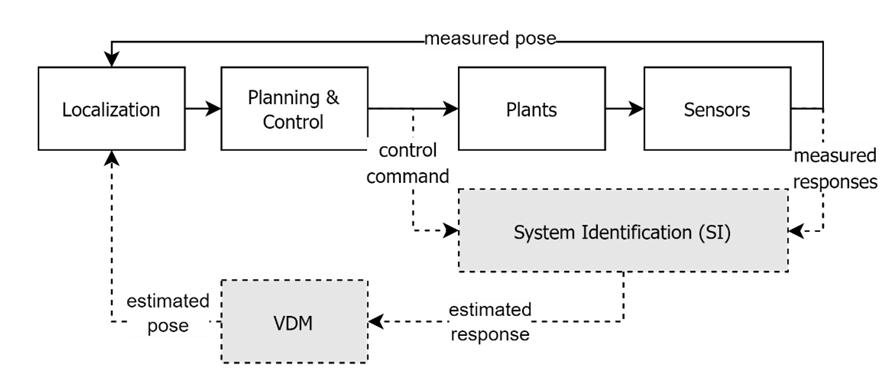 measured pose
Localization
Planning &
Control
Plants
Sensors
control
command
measured
responses
System Identification (SI)
estimated
pose
VDM
estimated
response